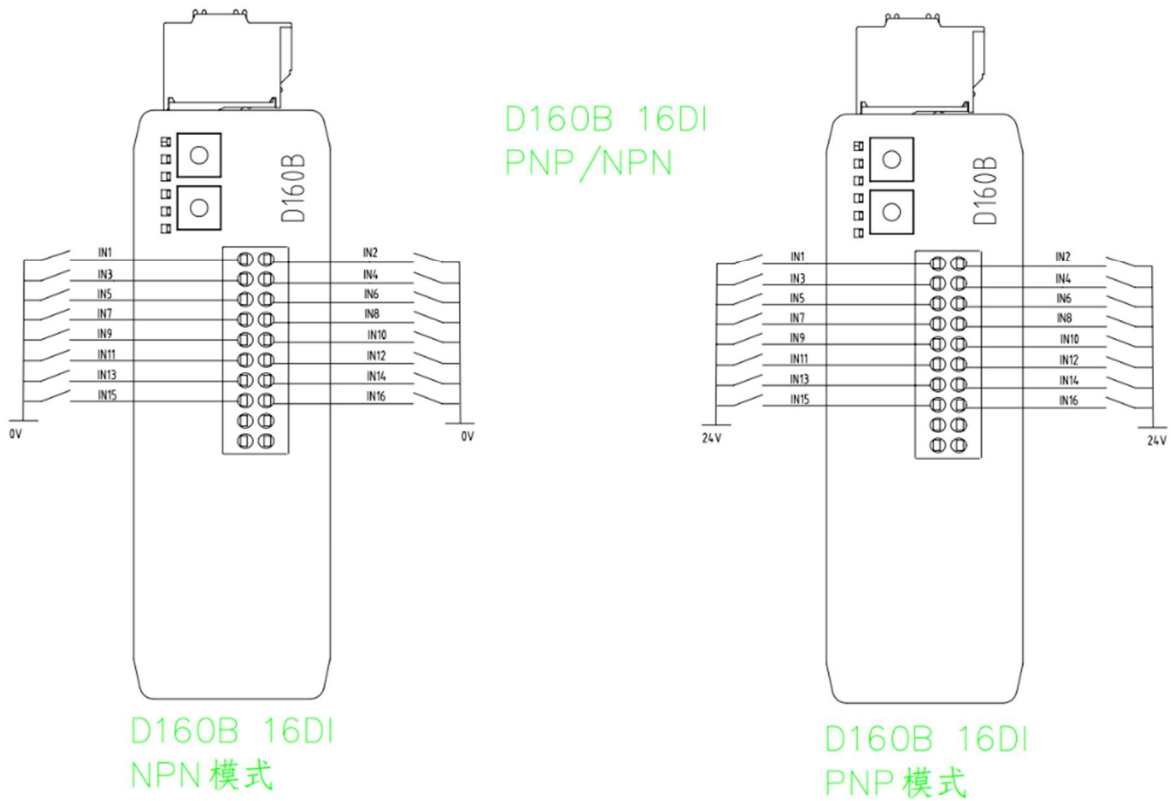 D160B 16DI
PNP/NPN
D160B
IN1
IN2
IN3
IN4
IN5
IN6
IN7
IN8
IN9
IN10
IN11
IN12
IN13
IN14
IN15
IN16
0V
0V
D160B 16DI
NPN模式
D160B
IN1
IN2
IN3
IN4
IN5
IN6
IN7
IN8
IN9
IN10
IN11
IN12
IN13
IN14
IN15
IN16
24V
24V
D160B 16DI
PNP模式